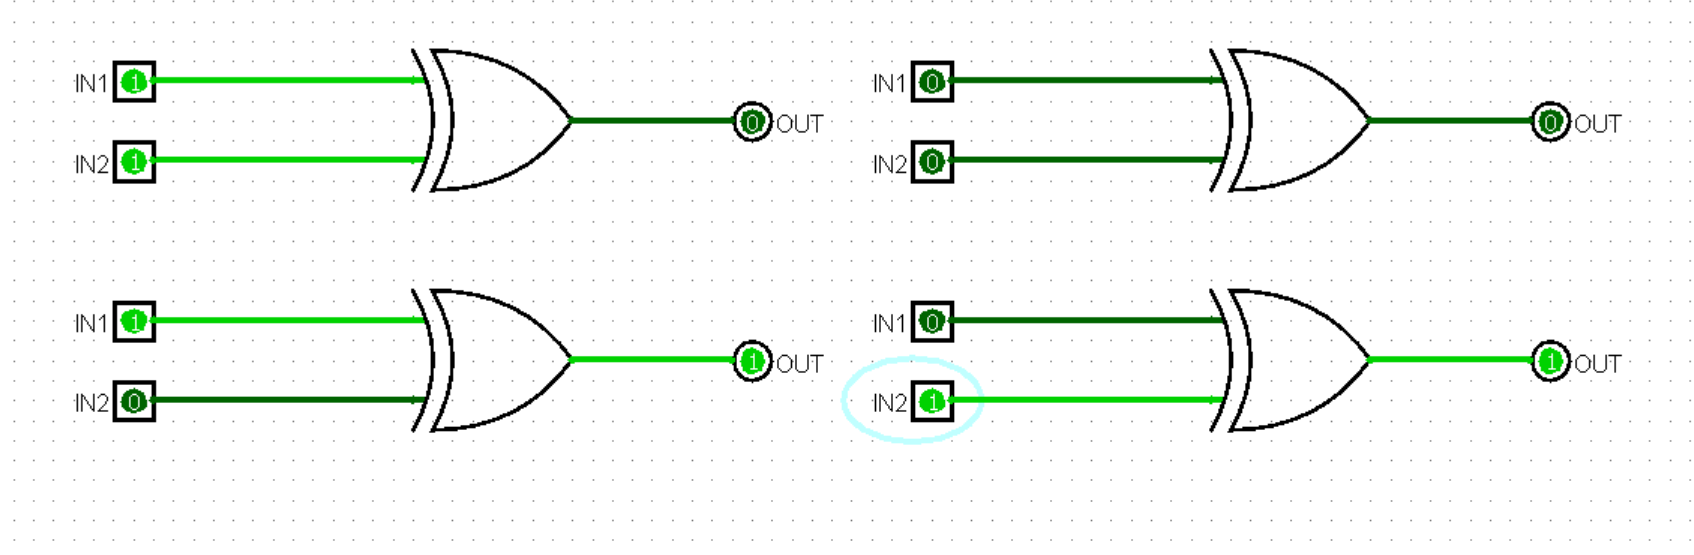 IN1 1 IN1 0
0 OUT 0 OUT
IN2 1 IN2 0
IN1 1 IN1 0
1 OUT 1 OUT
IN2 0 IN2 1